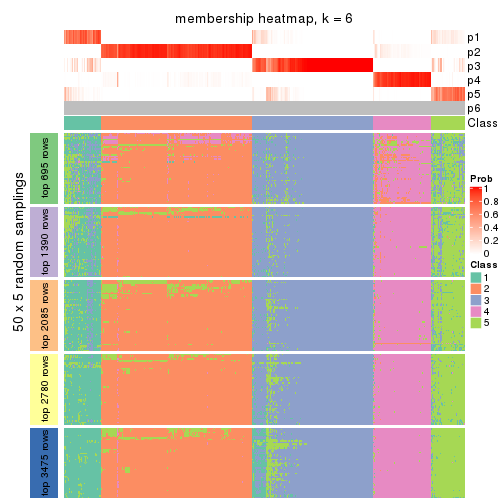 membership heatmap, k = 6
p1
p2
p3
p4
p5
p6
Class
50 x 5 random samplings
top 695 rows
top 1390 rows
top 2085 rows
top 2780 rows
top 3475 rows
Prob
1
0.8
0.6
0.4
0.2
0
Class
1
2
3
4
5